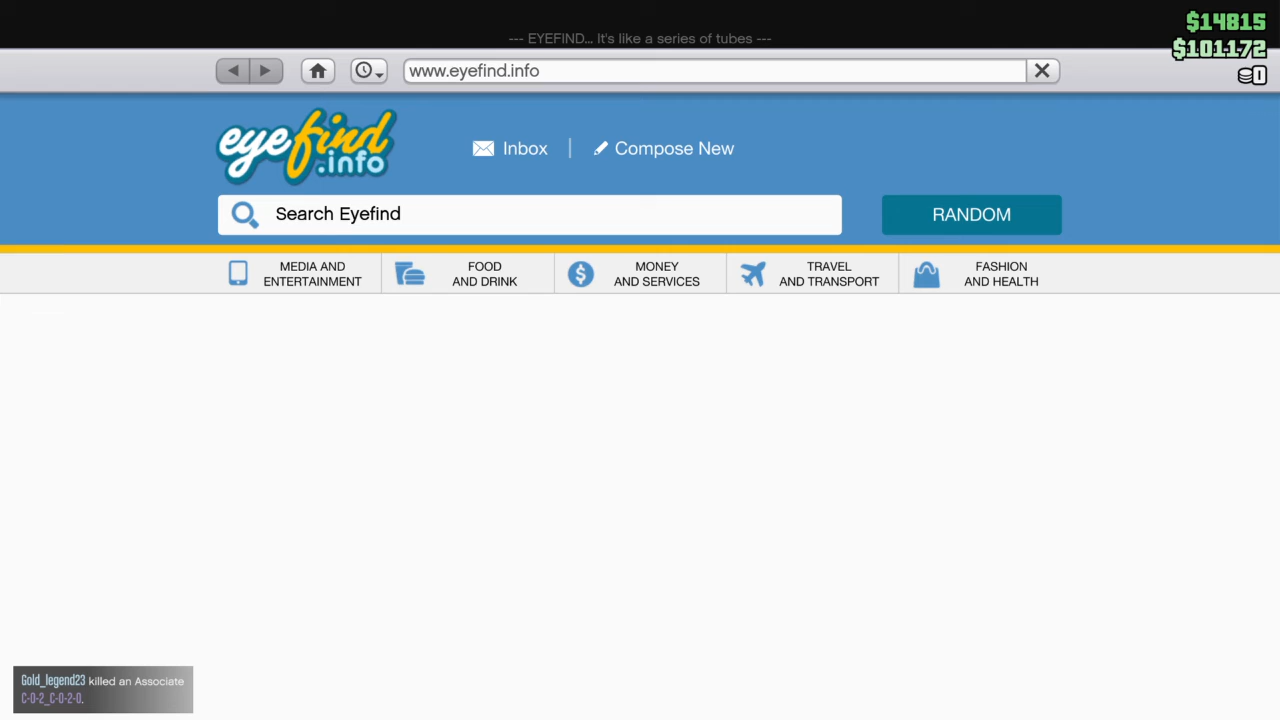 $14815
--- EYEFIND... It's like a series of tubes ---
$101172
0
www.eyefind.info
eyefind.info
Inbox
Compose New
Search Eyefind
RANDOM
MEDIA AND
ENTERTAINMENT
FOOD
AND DRINK
MONEY
AND SERVICES
TRAVEL
AND TRANSPORT
FASHION
AND HEALTH
Gold_legend23 killed an Associate
C-0-2_C-0-2-0.